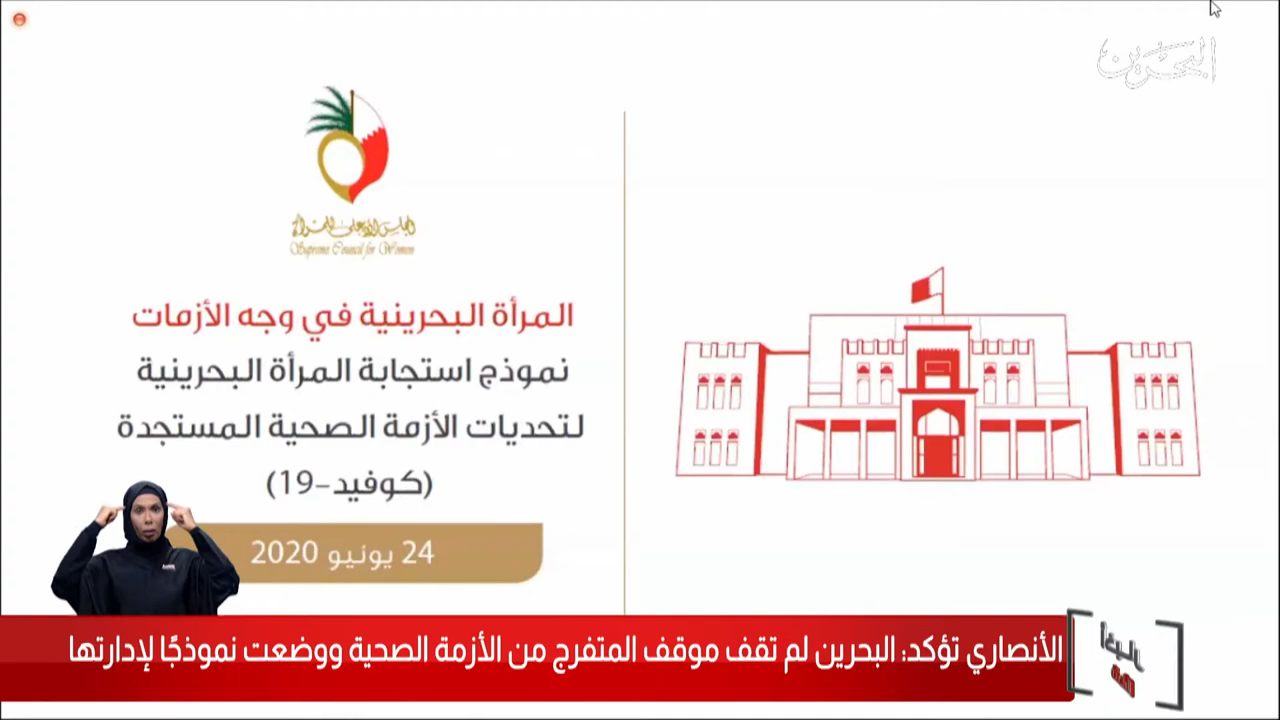 البحرين
المجلس الأعلى للمرأة
Supreme Council for Women
المرأة البحرينية في وجه الأزمات
نموذج استجابة المرأة البحرينية
لتحديات الأزمة الصحية المستجدة
(كوفيد-19)
24 يونيو 2020
الأنصاري تؤكد: البحرين لم تقف موقف المتفرج من الأزمة الصحية ووضعت نموذجًا لإدارتها
أخبار